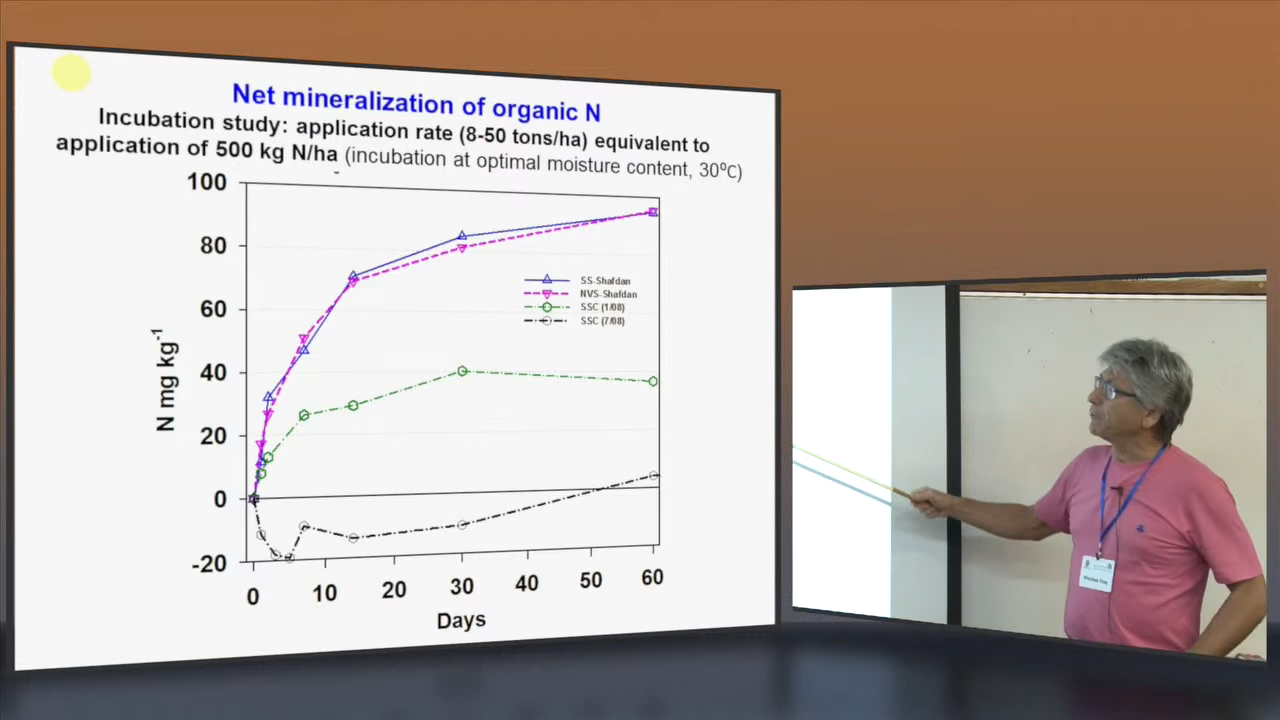 Net mineralization of organic N
Incubation study: application rate (8-50 tons/ha) equivalent to
application of 500 kg N/ha (incubation at optimal moisture content, 30ºC)
100
80
60
40
20
0
-20
N mg kg-1
SS-Shafdan
NVS-Shafdan
SSC (1/08)
SSC (7/08)
0
10
20
30
40
50
60
Days